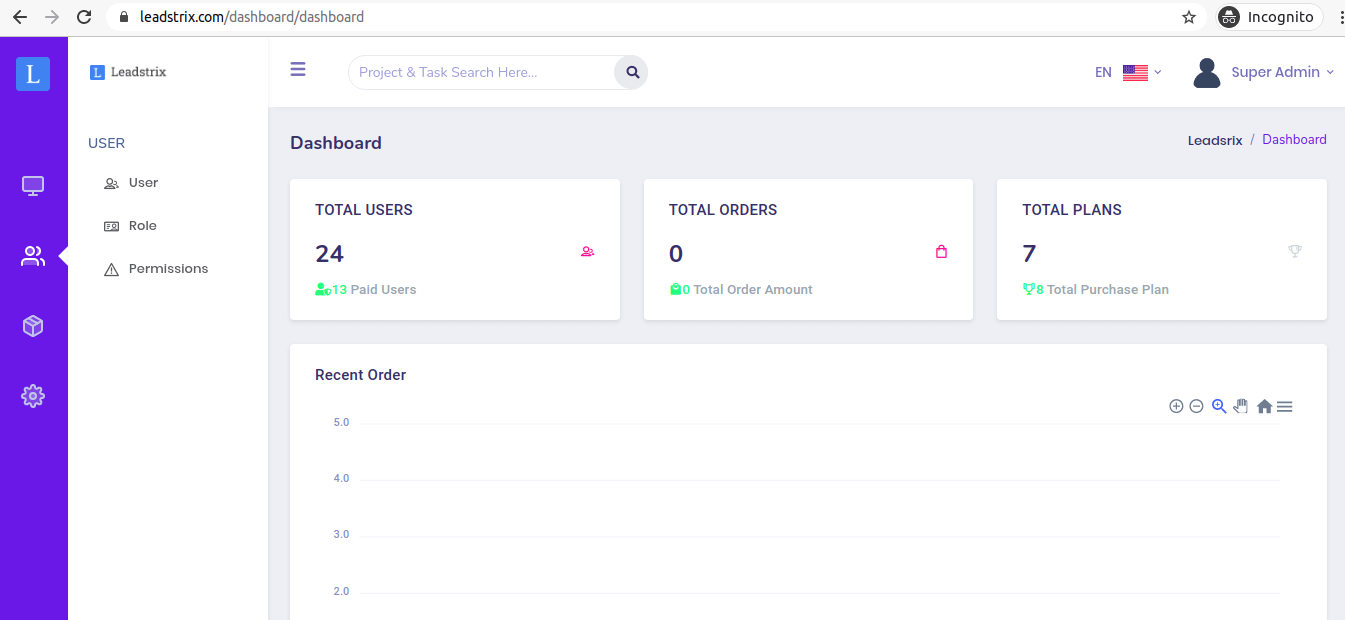 leadstrix.com/dashboard/dashboard
Incognito
L
L Leadstrix
Project & Task Search Here...
EN
Super Admin
USER
User
Role
Permissions
Dashboard
Leadsrix / Dashboard
TOTAL USERS
24
13 Paid Users
TOTAL ORDERS
0
0 Total Order Amount
TOTAL PLANS
7
8 Total Purchase Plan
Recent Order
5.0
4.0
3.0
2.0